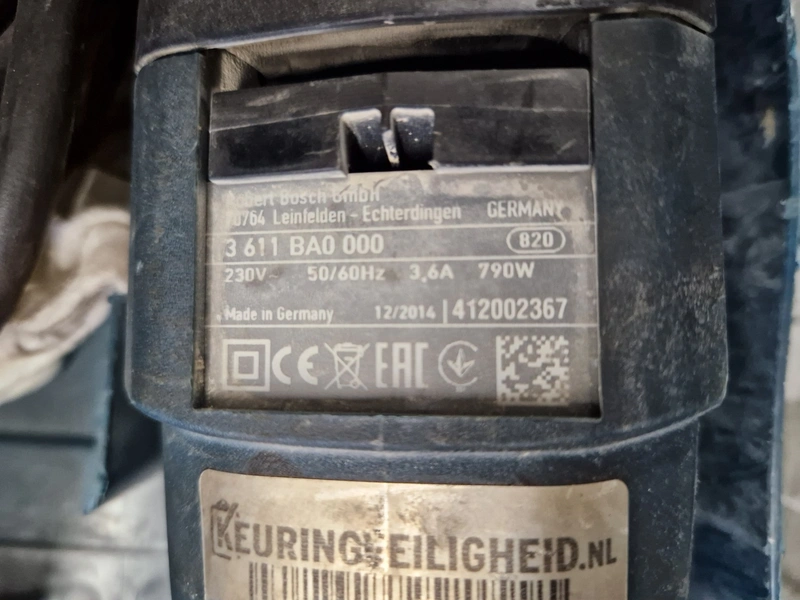 Robert Bosch GmbH
70764 Leinfelden - Echterdingen GERMANY
3 611 BA0 000 820
230V~ 50/60Hz 3,6A 790W
Made in Germany 12/2014 | 412002367
CE EAC
KEURINGVEILIGHEID.NL